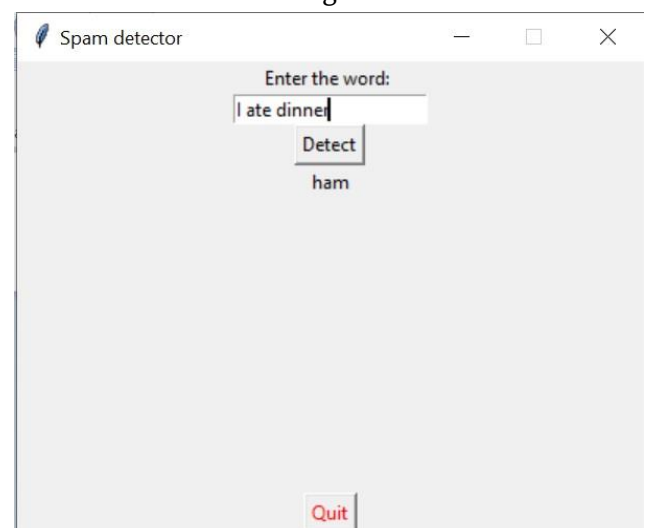 Spam detector
Enter the word:
I ate dinner
Detect
ham
Quit